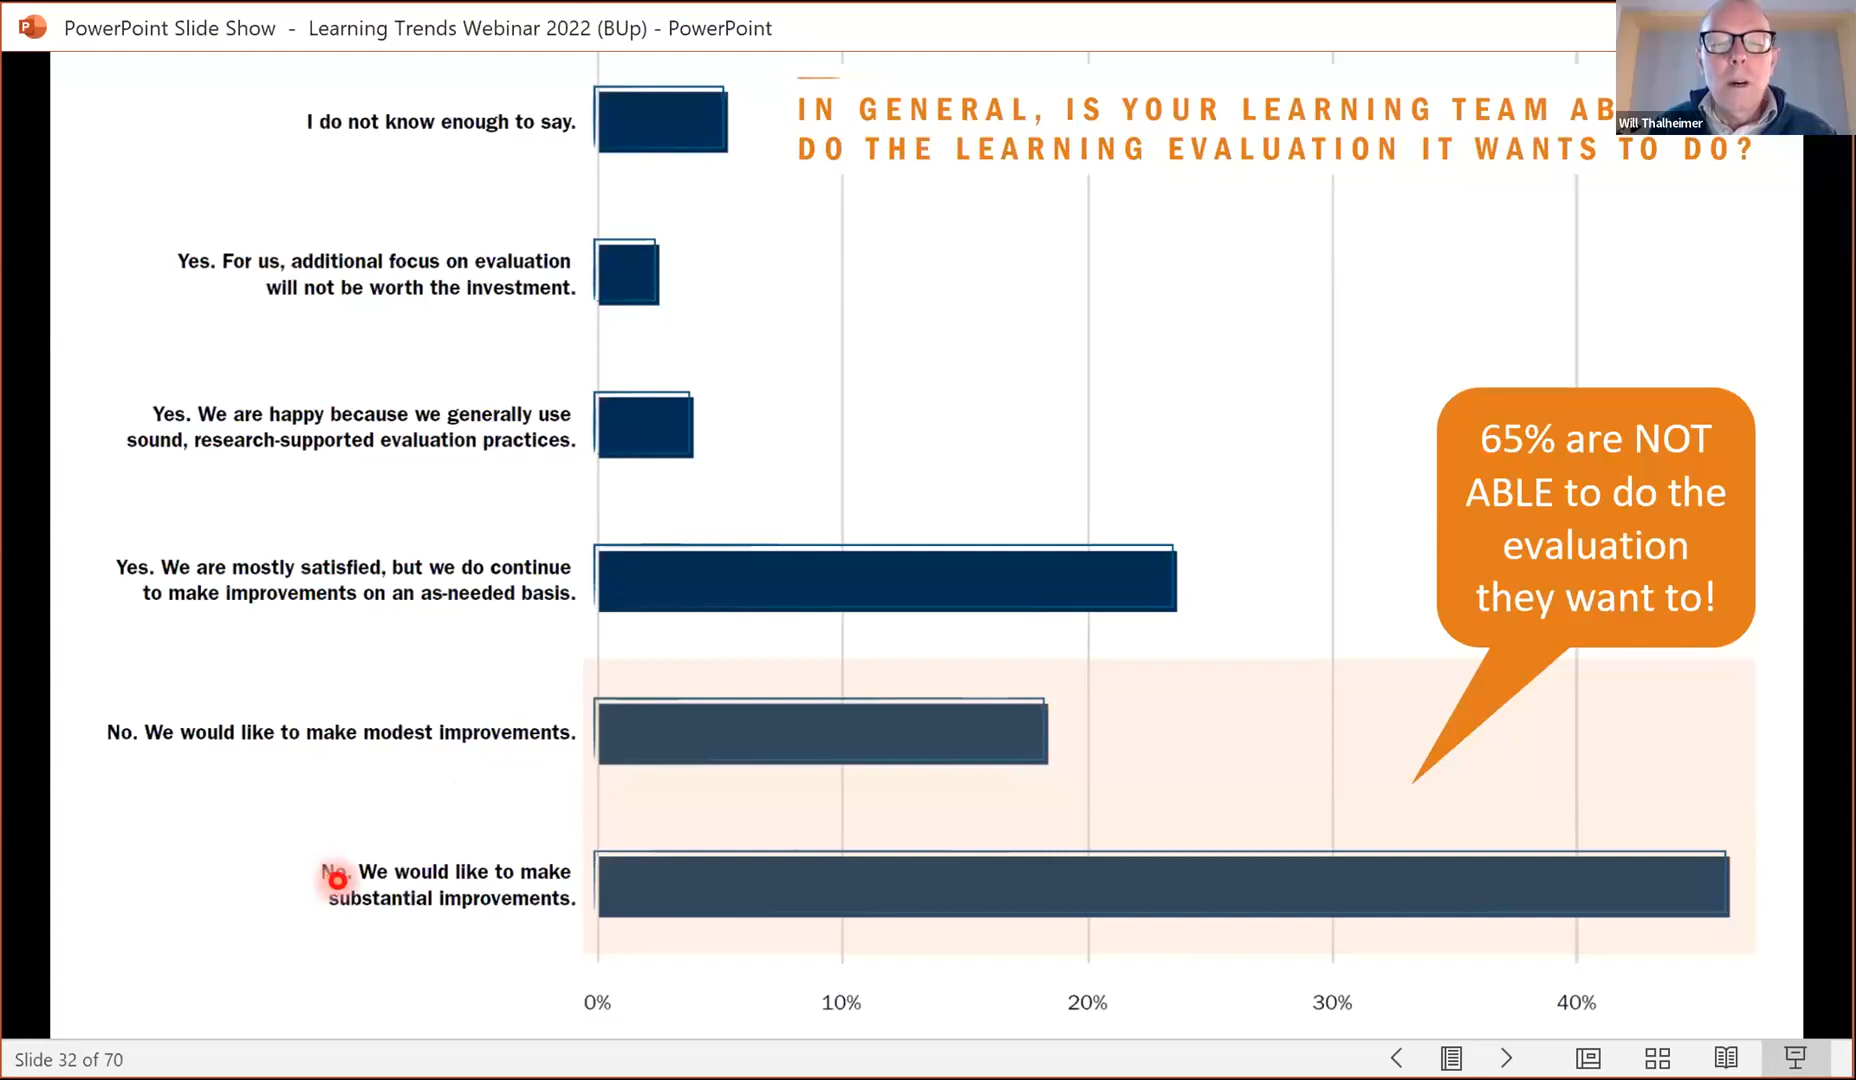 PowerPoint Slide Show - Learning Trends Webinar 2022 (BUp) - PowerPoint
Will Thalheimer
IN GENERAL, IS YOUR LEARNING TEAM AB
DO THE LEARNING EVALUATION IT WANTS TO DO?
I do not know enough to say.
Yes. For us, additional focus on evaluation
will not be worth the investment.
Yes. We are happy because we generally use
sound, research-supported evaluation practices.
Yes. We are mostly satisfied, but we do continue
to make improvements on an as-needed basis.
No. We would like to make modest improvements.
No. We would like to make
substantial improvements.
65% are NOT
ABLE to do the
evaluation
they want to!
0% 10% 20% 30% 40%
Slide 32 of 70